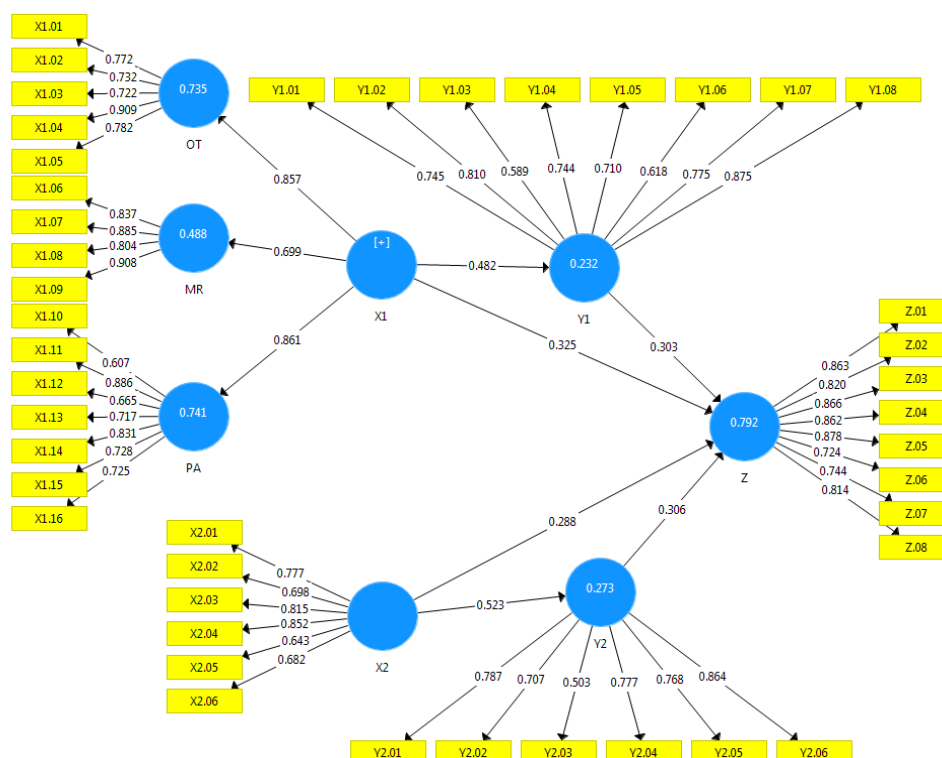 X1.01
X1.02
X1.03
X1.04
X1.05
0.772
0.732
0.722
0.909
0.782
0.735
OT
X1.06
X1.07
X1.08
X1.09
0.837
0.885
0.804
0.908
0.488
MR
X1.10
X1.11
X1.12
X1.13
X1.14
X1.15
X1.16
0.607
0.886
0.665
0.717
0.831
0.728
0.725
0.741
PA
0.857
0.699
0.861
[+]
X1
0.482
0.325
Y1.01
Y1.02
Y1.03
Y1.04
Y1.05
Y1.06
Y1.07
Y1.08
0.745
0.810
0.589
0.744
0.710
0.618
0.775
0.875
0.232
Y1
0.303
Z.01
Z.02
Z.03
Z.04
Z.05
Z.06
Z.07
Z.08
0.863
0.820
0.866
0.862
0.878
0.724
0.744
0.814
0.792
Z
0.288
0.306
X2.01
X2.02
X2.03
X2.04
X2.05
X2.06
0.777
0.698
0.815
0.852
0.643
0.682
X2
0.523
0.273
Y2
0.787
0.707
0.503
0.777
0.768
0.864
Y2.01
Y2.02
Y2.03
Y2.04
Y2.05
Y2.06